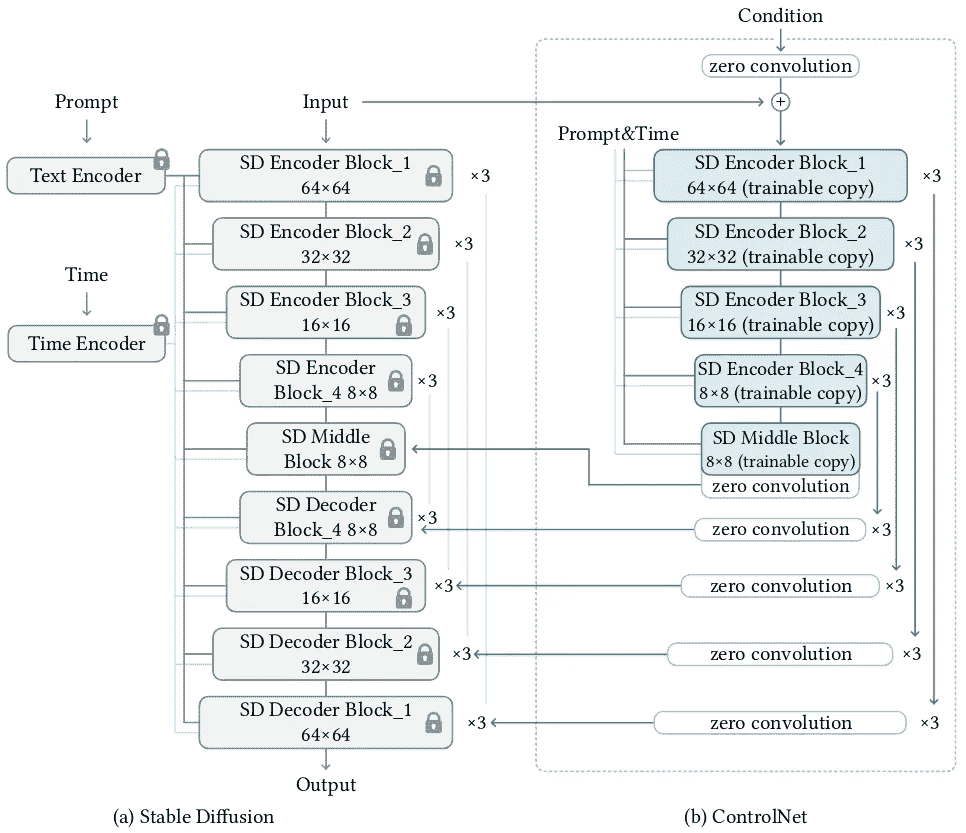 Condition
zero convolution
Prompt
Input
+
Prompt&Time
Text Encoder
SD Encoder Block_1
64×64
×3
SD Encoder Block_1
64×64 (trainable copy)
×3
SD Encoder Block_2
32×32
×3
SD Encoder Block_2
32×32 (trainable copy)
×3
Time
SD Encoder Block_3
16×16
×3
SD Encoder Block_3
16×16 (trainable copy)
×3
Time Encoder
SD Encoder
Block_4 8×8
×3
SD Encoder Block_4
8×8 (trainable copy)
×3
SD Middle
Block 8×8
SD Middle Block
8×8 (trainable copy)
zero convolution
SD Decoder
Block_4 8×8
×3
zero convolution
×3
SD Decoder Block_3
16×16
×3
zero convolution
×3
SD Decoder Block_2
32×32
×3
zero convolution
×3
SD Decoder Block_1
64×64
×3
zero convolution
×3
Output
(a) Stable Diffusion
(b) ControlNet